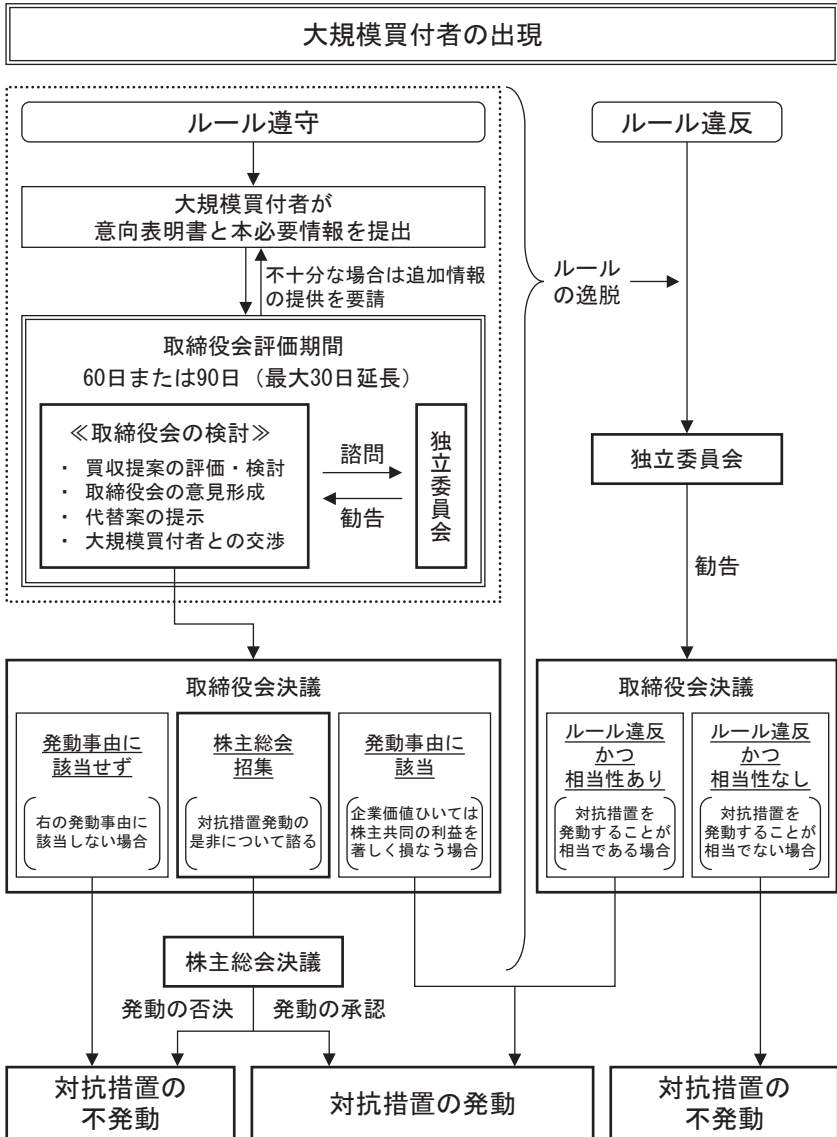 大規模買付者の出現
ルール遵守
大規模買付者が
意向表明書と本必要情報を提出
不十分な場合は追加情報
の提供を要請
取締役会評価期間
60日または90日（最大30日延長）
≪取締役会の検討≫
・ 買収提案の評価・検討
・ 取締役会の意見形成
・ 代替案の提示
・ 大規模買付者との交渉
諮問
勧告
独立委員会
ルール
の逸脱
ルール違反
独立委員会
勧告
取締役会決議
発動事由に
該当せず
右の発動事由に
該当しない場合
株主総会
招集
対抗措置発動の
是非について諮る
発動事由に
該当
企業価値ひいては
株主共同の利益を
著しく損なう場合
取締役会決議
ルール違反
かつ
相当性あり
対抗措置を
発動することが
相当である場合
ルール違反
かつ
相当性なし
対抗措置を
発動することが
相当でない場合
株主総会決議
発動の否決
発動の承認
対抗措置の
不発動
対抗措置の発動
対抗措置の
不発動